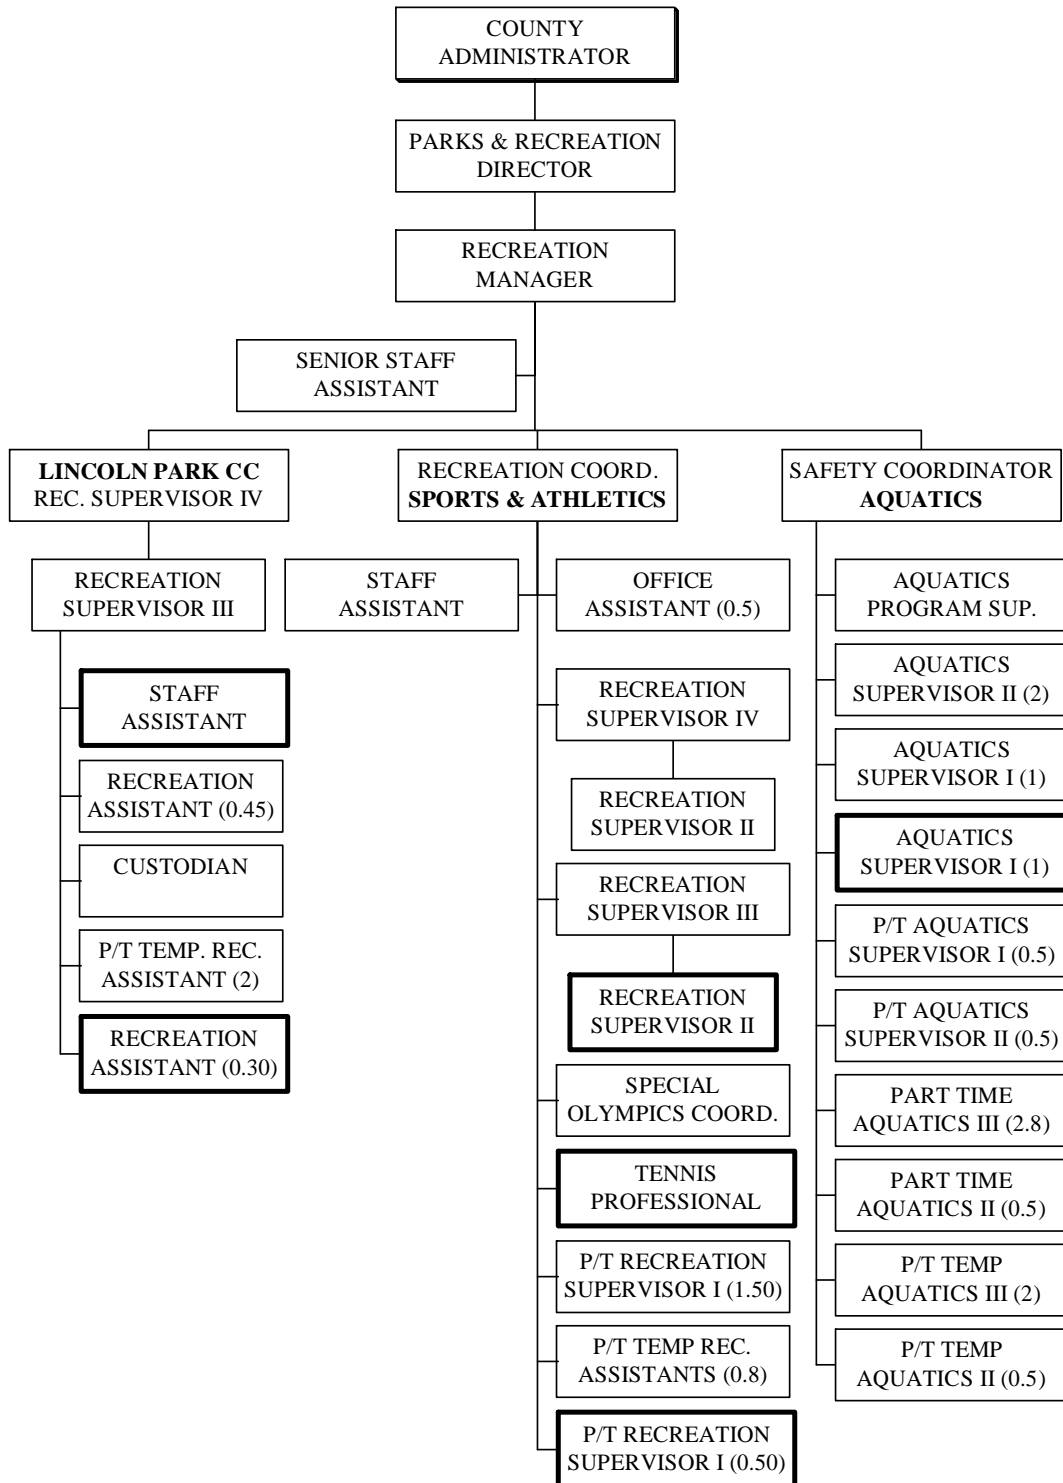 COUNTY
ADMINISTRATOR
PARKS & RECREATION
DIRECTOR
RECREATION
MANAGER
SENIOR STAFF
ASSISTANT
LINCOLN PARK CC
REC. SUPERVISOR IV
RECREATION
SUPERVISOR III
STAFF
ASSISTANT
RECREATION
ASSISTANT (0.45)
CUSTODIAN
P/T TEMP. REC.
ASSISTANT (2)
RECREATION
ASSISTANT (0.30)
RECREATION COORD.
SPORTS & ATHLETICS
STAFF
ASSISTANT
OFFICE
ASSISTANT (0.5)
RECREATION
SUPERVISOR IV
RECREATION
SUPERVISOR II
RECREATION
SUPERVISOR III
RECREATION
SUPERVISOR II
SPECIAL
OLYMPICS COORD.
TENNIS
PROFESSIONAL
P/T RECREATION
SUPERVISOR I (1.50)
P/T TEMP REC.
ASSISTANTS (0.8)
P/T RECREATION
SUPERVISOR I (0.50)
SAFETY COORDINATOR
AQUATICS
AQUATICS
PROGRAM SUP.
AQUATICS
SUPERVISOR II (2)
AQUATICS
SUPERVISOR I (1)
AQUATICS
SUPERVISOR I (1)
P/T AQUATICS
SUPERVISOR I (0.5)
P/T AQUATICS
SUPERVISOR II (0.5)
PART TIME
AQUATICS III (2.8)
PART TIME
AQUATICS II (0.5)
P/T TEMP
AQUATICS III (2)
P/T TEMP
AQUATICS II (0.5)